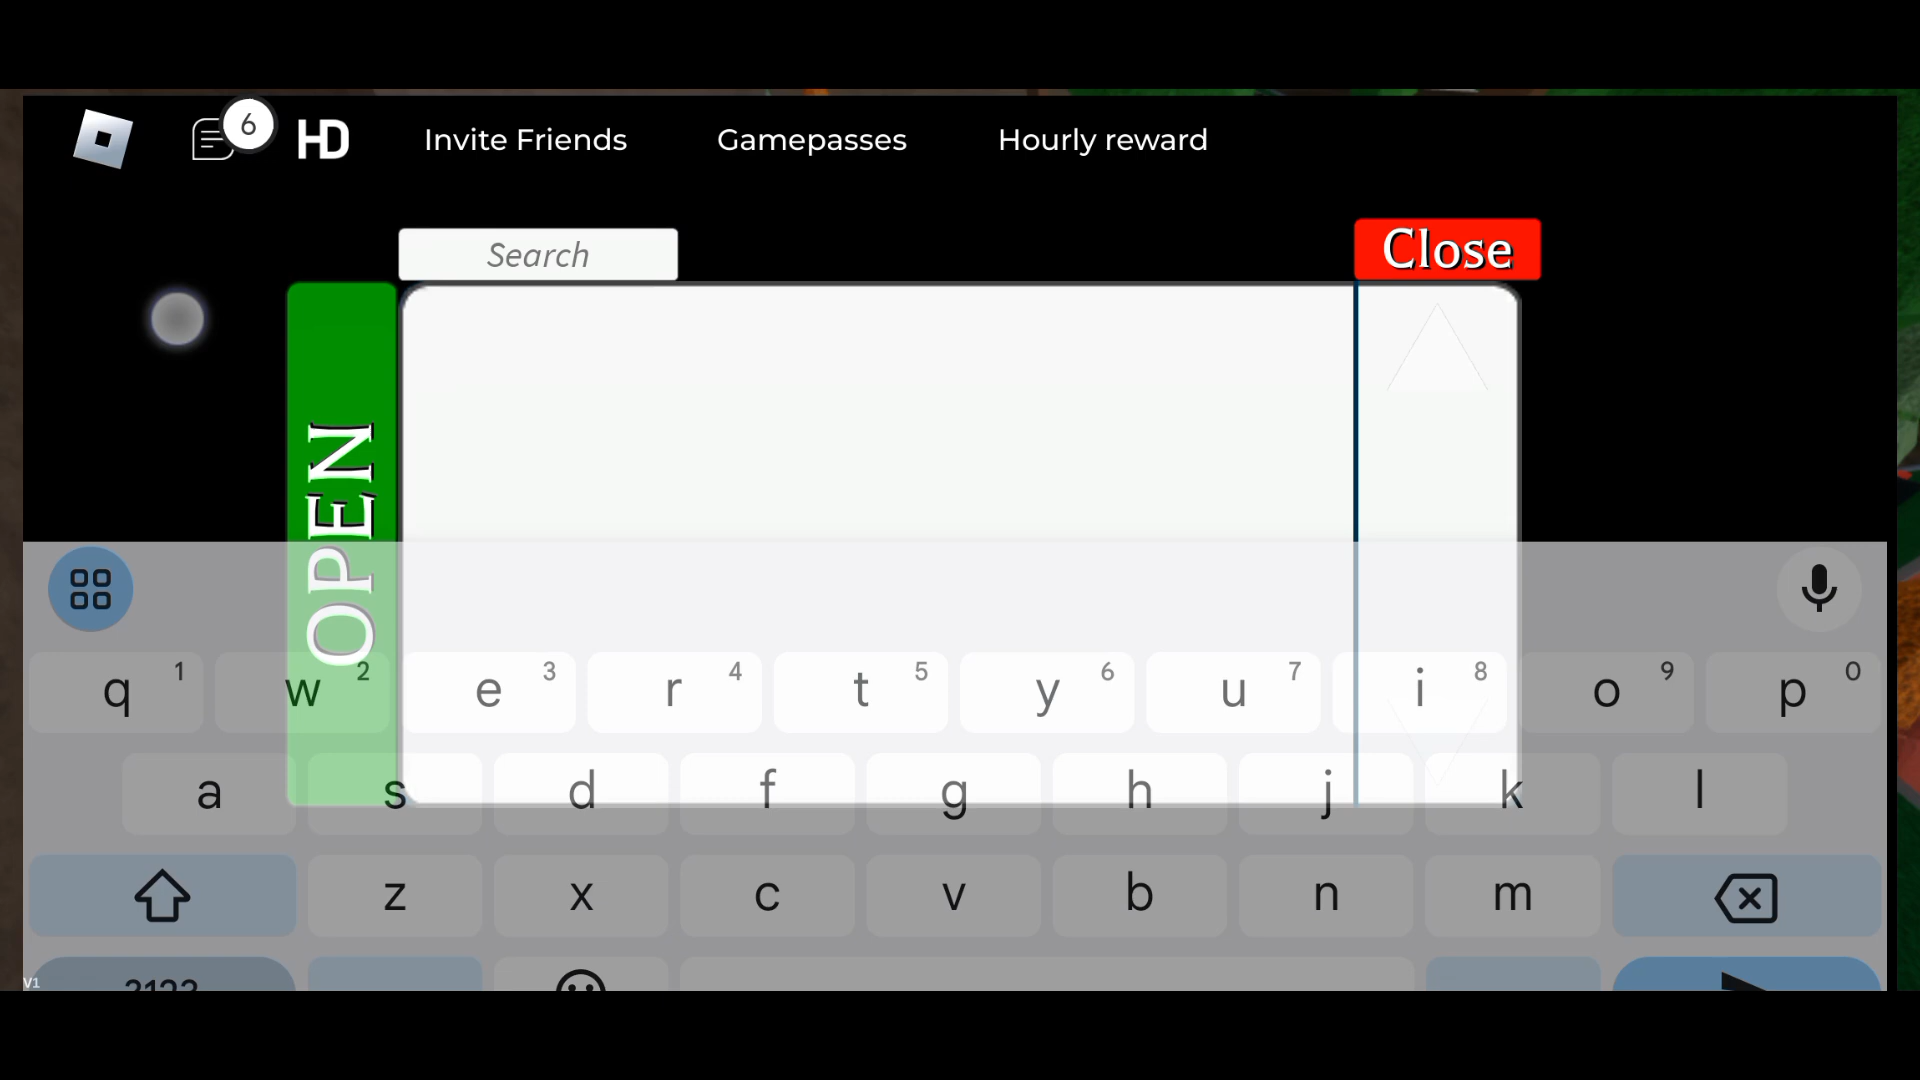 6
HD
Invite Friends
Gamepasses
Hourly reward
Search
Close
OPEN
q 1 w 2 e 3 r 4 t 5 y 6 u 7 i 8 o 9 p 0
a s d f g h j k l
z x c v b n m
V1